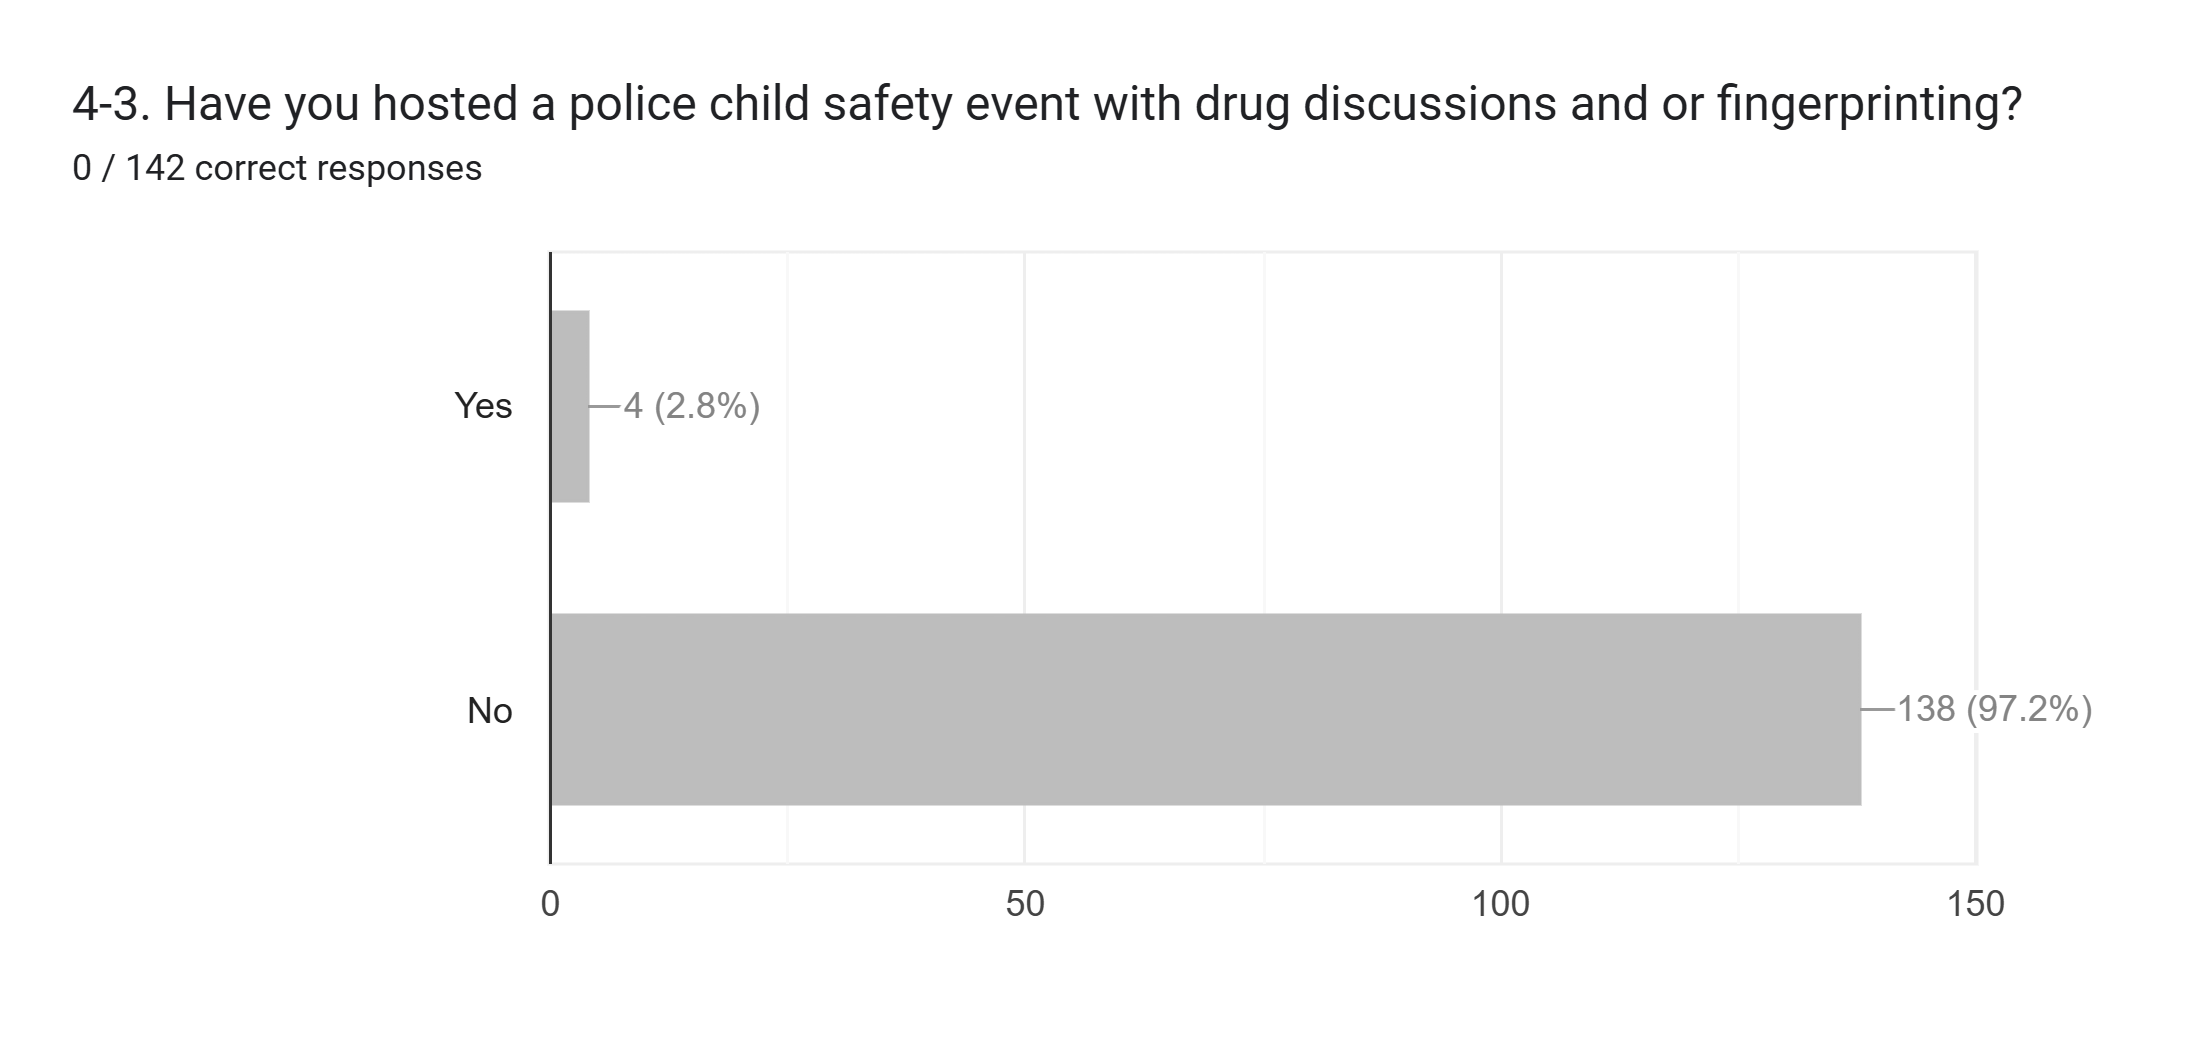 4-3. Have you hosted a police child safety event with drug discussions and or fingerprinting?
0 / 142 correct responses
Yes
4 (2.8%)
No
138 (97.2%)
0 50 100 150